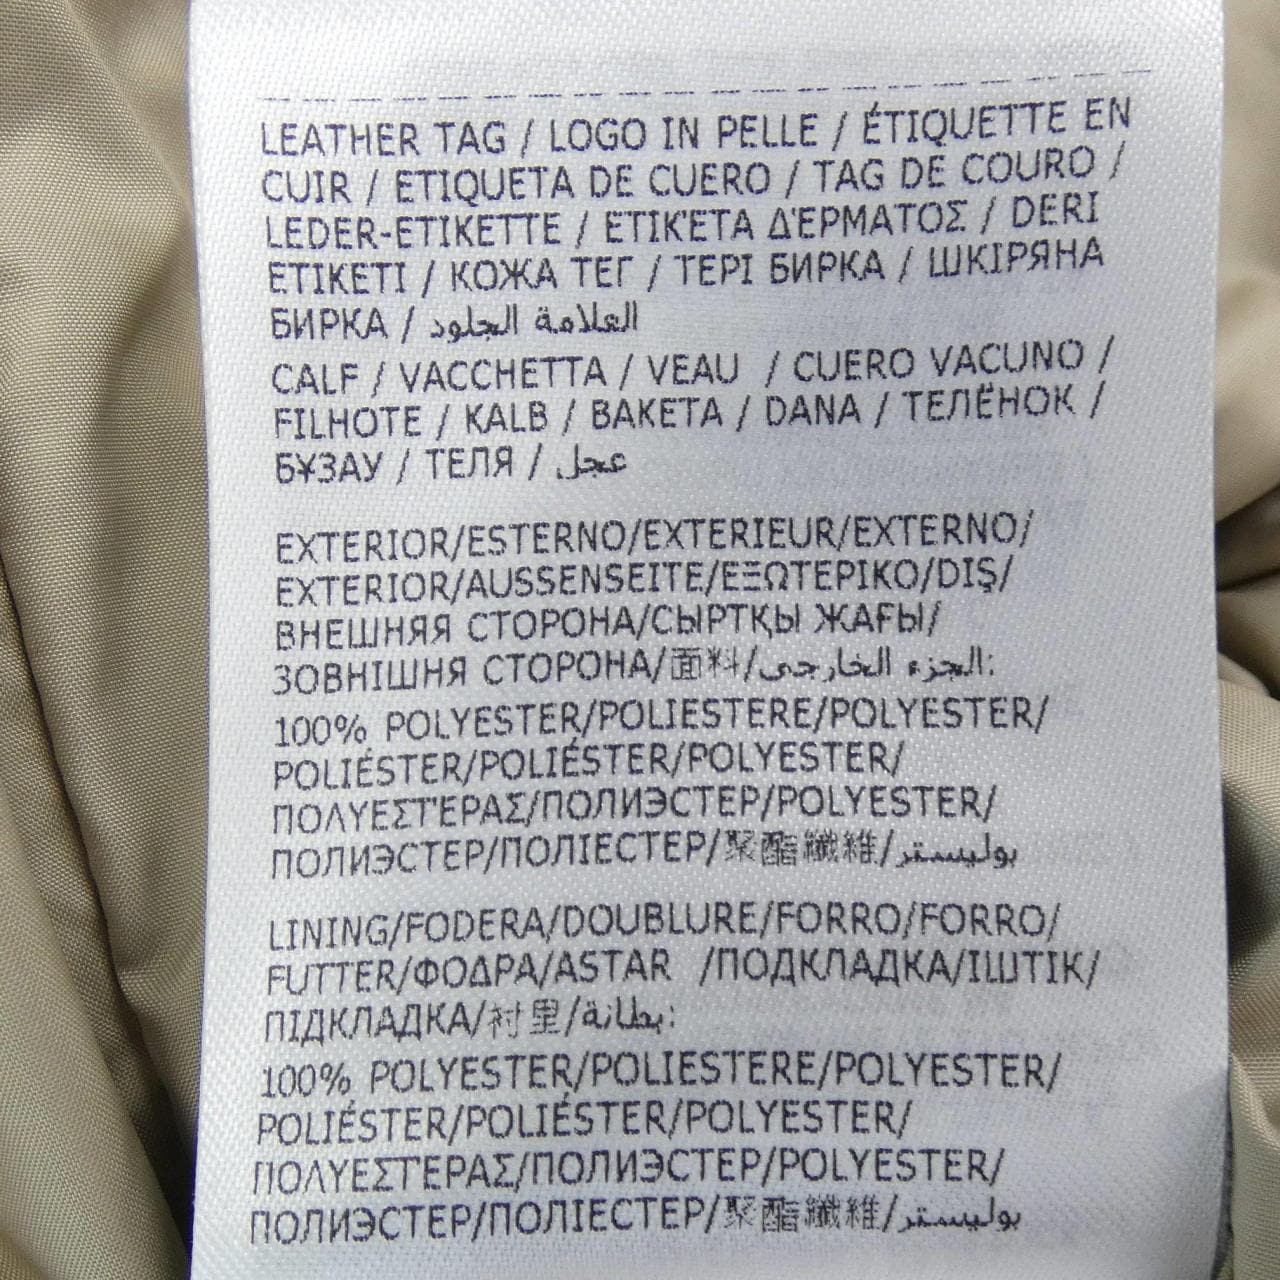 LEATHER TAG / LOGO IN PELLE / ÉTIQUETTE EN
CUIR / ETIQUETA DE CUERO / TAG DE COURO /
LEDER-ETIKETTE / ΕΤΙΚΈΤΑ ΔΈΡΜΑΤΟΣ / DERI
ETIKETI / КОЖА ТЕГ / ТЕРІ БИРКА / ШКІРЯНА
БИРКА / العلامة الجلود
CALF / VACCHETTA / VEAU / CUERO VACUNO /
FILHOTE / KALB / ΒΑΚΕΤΑ / DANA / ТЕЛЁНОК /
БҰЗАУ / ТЕЛЯ / عجل
EXTERIOR/ESTERNO/EXTERIEUR/EXTERNO/
EXTERIOR/AUSSENSEITE/ΕΞΩΤΕΡΙΚΟ/DIŞ/
ВНЕШНЯЯ СТОРОНА/СЫРТҚЫ ЖАҒЫ/
ЗОВНІШНЯ СТОРОНА/面料/الجزء الخارجي:
100% POLYESTER/POLIESTERE/POLYESTER/
POLIÉSTER/POLIÉSTER/POLYESTER/
ΠΟΛΥΕΣΤΈΡΑΣ/ПОЛИЭСТЕР/POLYESTER/
ПОЛИЭСТЕР/ПОЛІЕСТЕР/聚酯纖維/بوليستر
LINING/FODERA/DOUBLURE/FORRO/FORRO/
FUTTER/ΦΟΔΡΑ/ASTAR /ПОДКЛАДКА/ІШТІК/
ПІДКЛАДКА/衬里/بطانة:
100% POLYESTER/POLIESTERE/POLYESTER/
POLIÉSTER/POLIÉSTER/POLYESTER/
ΠΟΛΥΕΣΤΈΡΑΣ/ПОЛИЭСТЕР/POLYESTER/
ПОЛИЭСТЕР/ПОЛІЕСТЕР/聚酯纖維/بوليستر